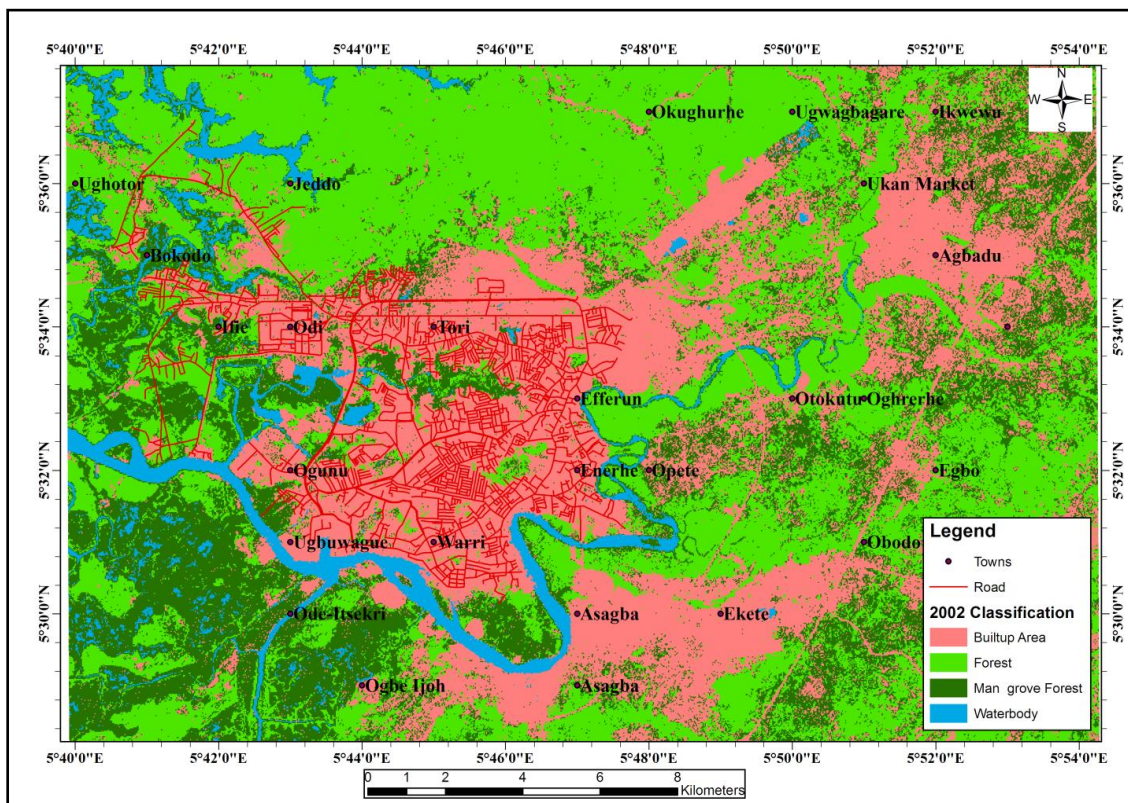 5°40'0"E 5°42'0"E 5°44'0"E 5°46'0"E 5°48'0"E 5°50'0"E 5°52'0"E 5°54'0"E
N
W E
S
Okughurhe Ugwagbagare Ikwewu
5°36'0"N Ughotor Jeddo Ukan Market 5°36'0"N
Bokodo Agbadu
5°34'0"N Ifie Odi Tori 5°34'0"N
Efferun Otokutu Oghrerhe
5°32'0"N Ogunu Enerhe Opete Egbo 5°32'0"N
Ugbuwague Warri Obodo
5°30'0"N Ode-Itsekri Asagba Ekete 5°30'0"N
Ogbe Ijoh Asagba
Legend
Towns
Road
2002 Classification
Builtup Area
Forest
Man grove Forest
Waterbody
5°40'0"E 5°42'0"E 5°44'0"E 5°46'0"E 5°48'0"E 5°50'0"E 5°52'0"E 5°54'0"E
0 1 2 4 6 8
Kilometers